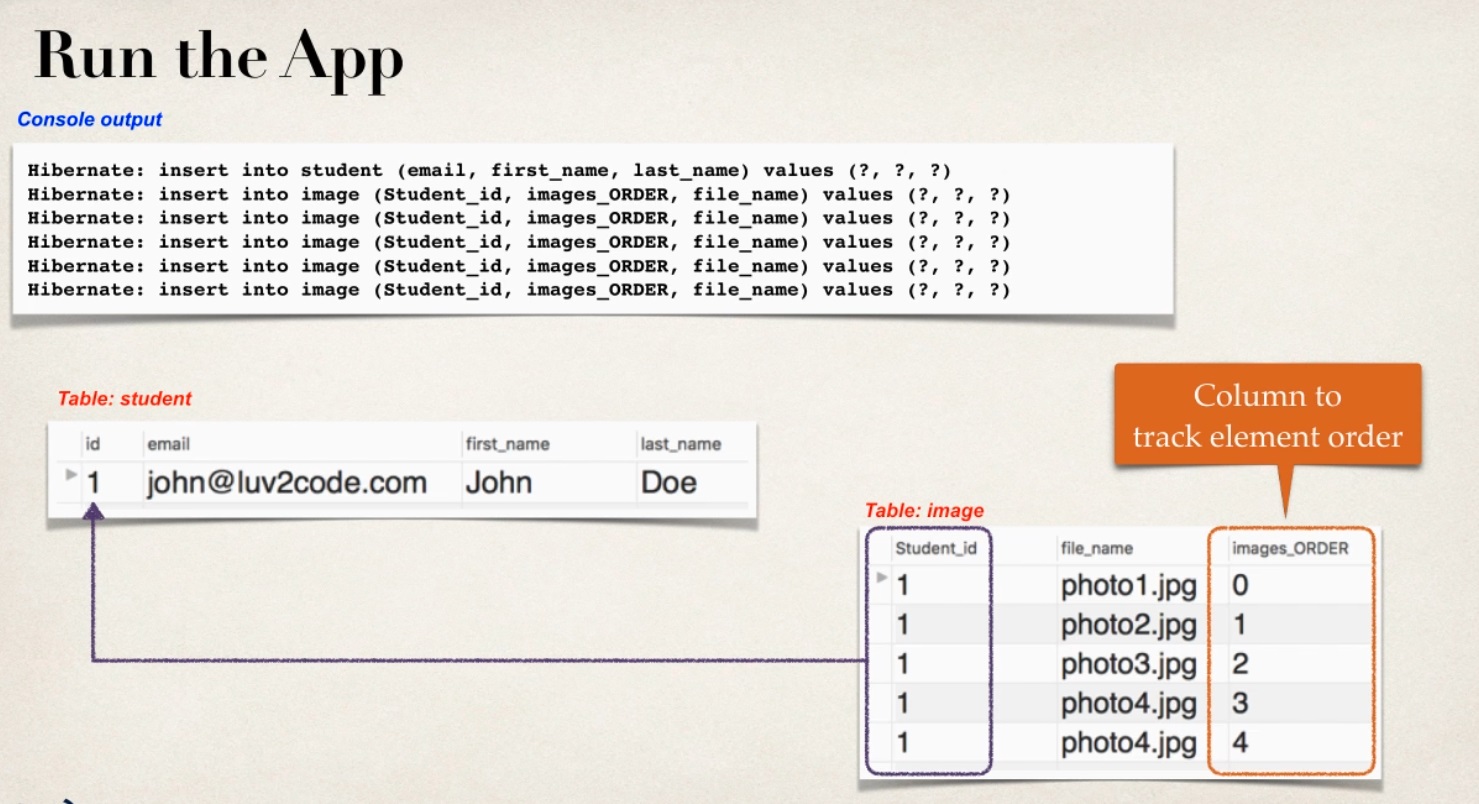 Run the App
Console output
Hibernate: insert into student (email, first_name, last_name) values (?, ?, ?)
Hibernate: insert into image (Student_id, images_ORDER, file_name) values (?, ?, ?)
Hibernate: insert into image (Student_id, images_ORDER, file_name) values (?, ?, ?)
Hibernate: insert into image (Student_id, images_ORDER, file_name) values (?, ?, ?)
Hibernate: insert into image (Student_id, images_ORDER, file_name) values (?, ?, ?)
Hibernate: insert into image (Student_id, images_ORDER, file_name) values (?, ?, ?)
Table: student
id email first_name last_name
1 john@luv2code.com John Doe
Column to
track element order
Table: image
Student_id file_name images_ORDER
1 photo1.jpg 0
1 photo2.jpg 1
1 photo3.jpg 2
1 photo4.jpg 3
1 photo4.jpg 4